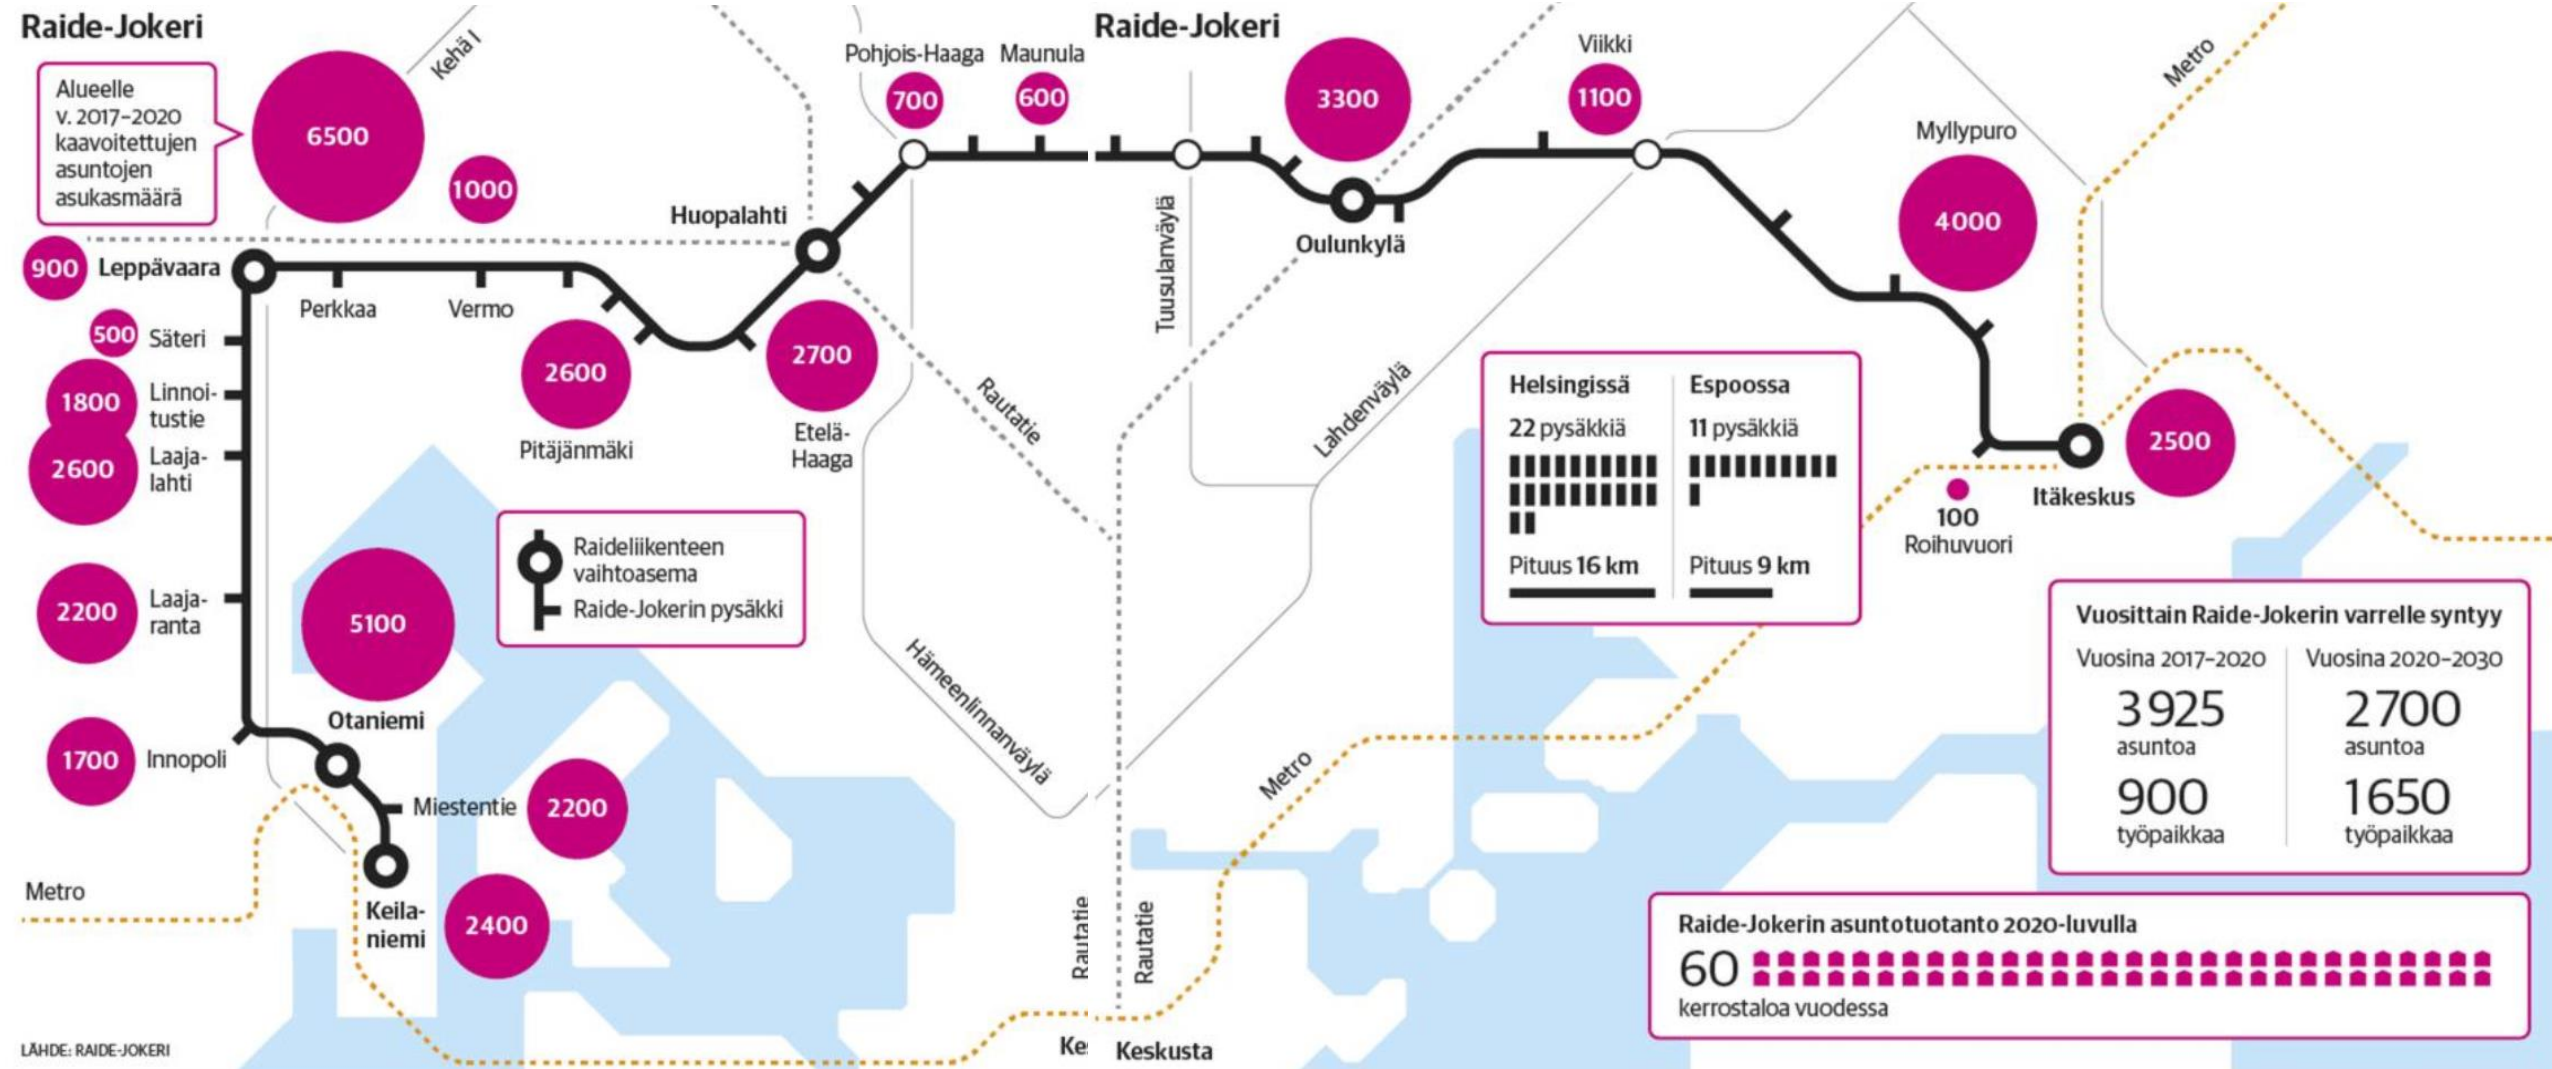 Raide-Jokeri
Alueelle
v. 2017–2020
kaavoitettujen
asuntojen
asukasmäärä
6500
Kehä I
1000
900
Leppävaara
Perkkaa
Vermo
500
Säteri
1800
Linnoi-
tustie
2600
Laaja-
lahti
2200
Laaja-
ranta
1700
Innopoli
5100
Otaniemi
Miestentie
2200
Keila-
niemi
2400
Metro
LÄHDE: RAIDE-JOKERI
2600
Pitäjänmäki
Huopalahti
2700
Etelä-
Haaga
Pohjois-Haaga
700
Maunula
600
Rautatie
Hämeenlinnanväylä
Raideliikenteen
vaihtoasema
Raide-Jokerin pysäkki
Rautatie
Kes
Raide-Jokeri
3300
Oulunkylä
Tuusulanväylä
Viikki
1100
Lahdenväylä
Metro
Myllypuro
4000
2500
Itäkeskus
100
Roihuvuori
Helsingissä
22 pysäkkiä
Pituus 16 km
Espoossa
11 pysäkkiä
Pituus 9 km
Metro
Rautatie
Keskusta
Vuosittain Raide-Jokerin varrelle syntyy
Vuosina 2017–2020
3 925
asuntoa
900
työpaikkaa
Vuosina 2020–2030
2700
asuntoa
1650
työpaikkaa
Raide-Jokerin asuntotuotanto 2020-luvulla
60
kerrostaloa vuodessa